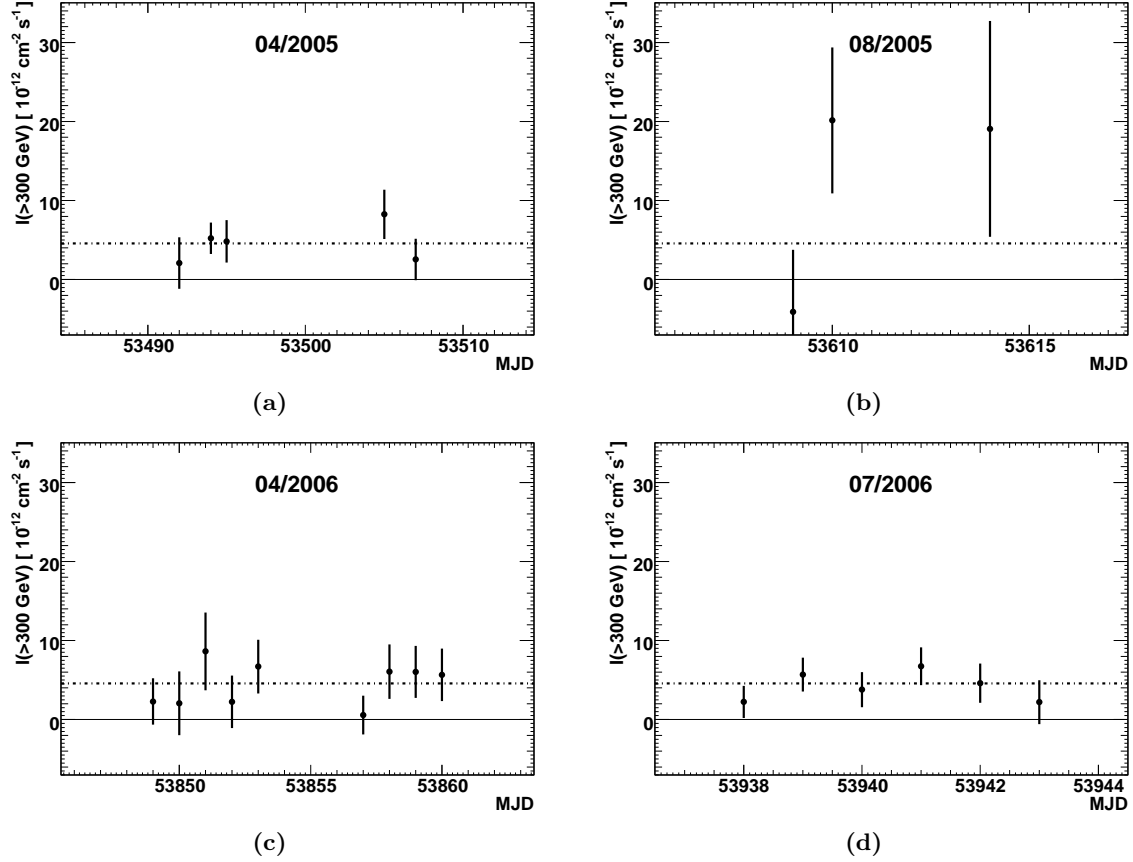 04/2005
I(>300 GeV) [ 10⁻¹² cm⁻² s⁻¹ ]
30
20
10
0
53490 53500 53510
MJD
(a)
08/2005
I(>300 GeV) [ 10⁻¹² cm⁻² s⁻¹ ]
30
20
10
0
53610 53615
MJD
(b)
04/2006
I(>300 GeV) [ 10⁻¹² cm⁻² s⁻¹ ]
30
20
10
0
53850 53855 53860
MJD
(c)
07/2006
I(>300 GeV) [ 10⁻¹² cm⁻² s⁻¹ ]
30
20
10
0
53938 53940 53942 53944
MJD
(d)